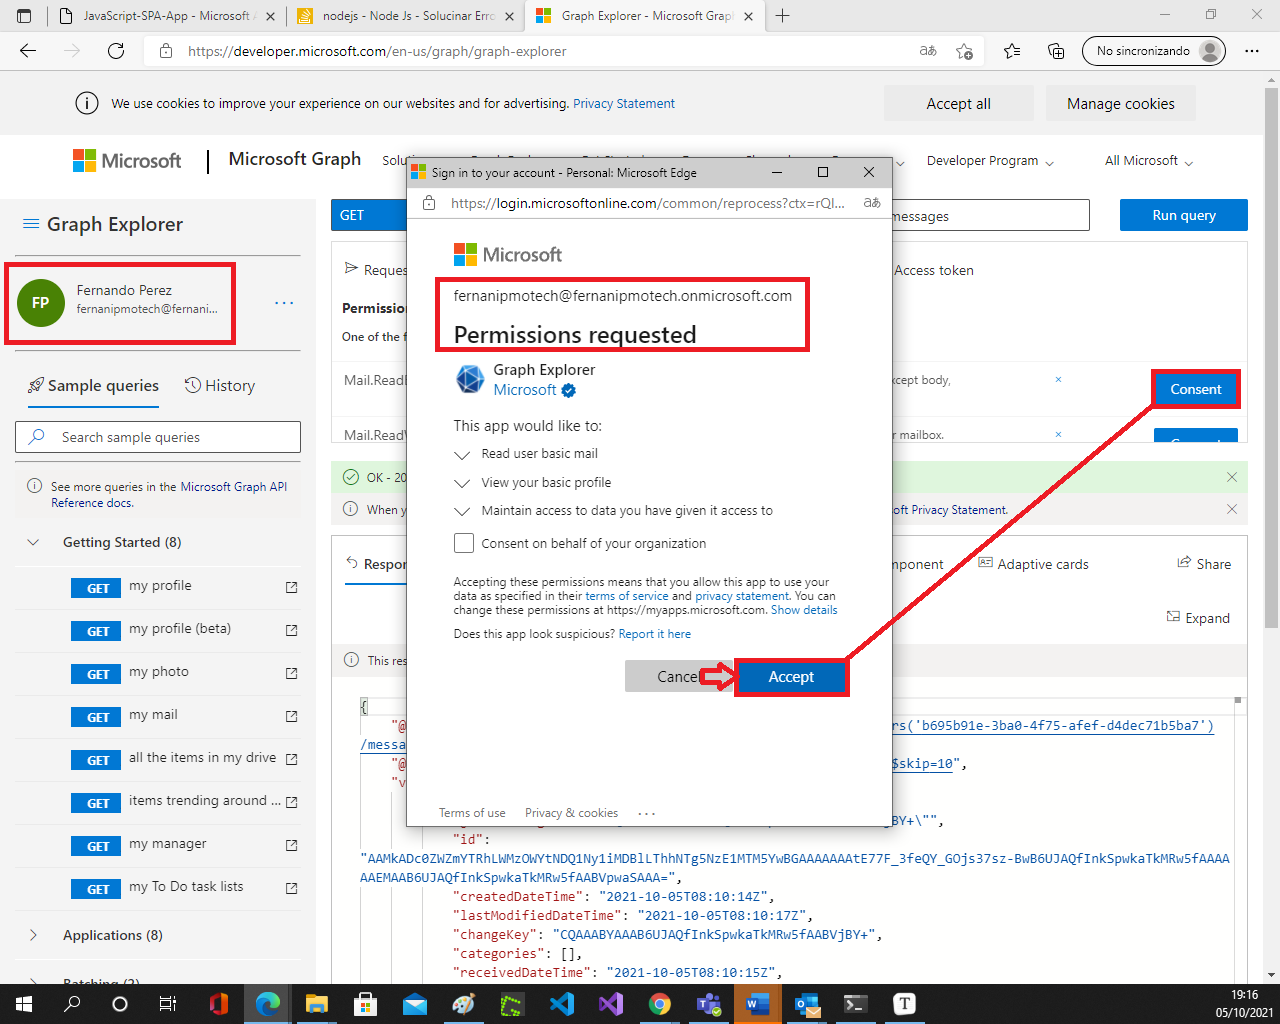 JavaScript-SPA-App - Microsoft A
nodejs - Node Js - Solucinar Erro
Graph Explorer - Microsoft Graph
https://developer.microsoft.com/en-us/graph/graph-explorer
No sincronizando
We use cookies to improve your experience on our websites and for advertising. Privacy Statement
Accept all
Manage cookies
Microsoft
Microsoft Graph
Developer Program
All Microsoft
Graph Explorer
FP
Fernando Perez
fernanipmotech@fernani...
Sample queries
History
Search sample queries
See more queries in the Microsoft Graph API
Reference docs.
Getting Started (8)
GET my profile
GET my profile (beta)
GET my photo
GET my mail
GET all the items in my drive
GET items trending around ...
GET my manager
GET my To Do task lists
Applications (8)
Batching (2)
GET
messages
Run query
Reque
Access token
Permission
One of the f
Mail.ReadB
xcept body,
Consent
Mail.ReadW
r mailbox.
Consent
OK - 20
When y
soft Privacy Statement.
Respon
mponent
Adaptive cards
Share
Expand
This res
Sign in to your account - Personal: Microsoft Edge
https://login.microsoftonline.com/common/reprocess?ctx=rQI...
Microsoft
fernanipmotech@fernanipmotech.onmicrosoft.com
Permissions requested
Graph Explorer
Microsoft
This app would like to:
Read user basic mail
View your basic profile
Maintain access to data you have given it access to
Consent on behalf of your organization
Accepting these permissions means that you allow this app to use your
data as specified in their terms of service and privacy statement. You can
change these permissions at https://myapps.microsoft.com. Show details
Does this app look suspicious? Report it here
Cancel
Accept
Terms of use
Privacy & cookies
{
"@
rs('b695b91e-3ba0-4f75-afef-d4dec71b5ba7')
/messa
"@
$skip=10",
"v
BY+\"",
"id":
"AAMkADc0ZWZmYTRhLWMzOWYtNDQ1Ny1iMDBlLThhNTg5NzE1MTM5YwBGAAAAAAAtE77F_3feQY_GOjs37sz-BwB6UJAQfInkSpwkaTkMRw5fAAAA
AAEMAAB6UJAQfInkSpwkaTkMRw5fAABVpwaSAAA=",
"createdDateTime": "2021-10-05T08:10:14Z",
"lastModifiedDateTime": "2021-10-05T08:10:17Z",
"changeKey": "CQAAABYAAAB6UJAQfInkSpwkaTkMRw5fAABVjBY+",
"categories": [],
"receivedDateTime": "2021-10-05T08:10:15Z",
19:16
05/10/2021